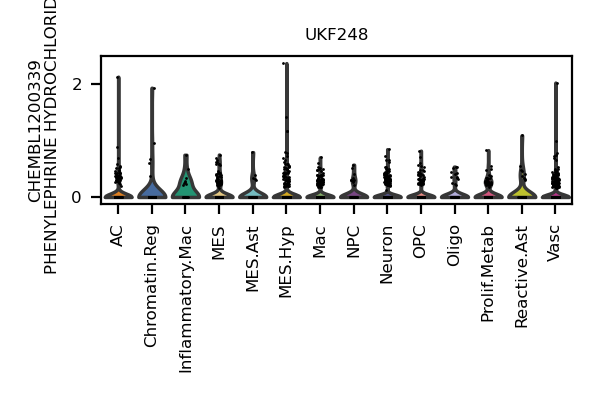 UKF248
CHEMBL1200339
PHENYLEPHRINE HYDROCHLORID
2
0
AC
Chromatin.Reg
Inflammatory.Mac
MES
MES.Ast
MES.Hyp
Mac
NPC
Neuron
OPC
Oligo
Prolif.Metab
Reactive.Ast
Vasc